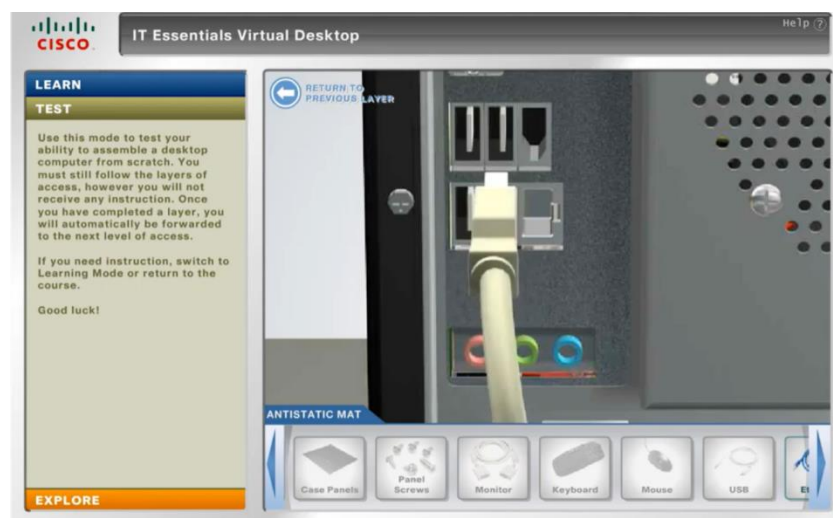 CISCO
IT Essentials Virtual Desktop
Help ?
LEARN
TEST
Use this mode to test your
ability to assemble a desktop
computer from scratch. You
must still follow the layers of
access, however you will not
receive any instruction. Once
you have completed a layer, you
will automatically be forwarded
to the next level of access.
If you need instruction, switch to
Learning Mode or return to the
course.
Good luck!
EXPLORE
RETURN TO
PREVIOUS LAYER
ANTISTATIC MAT
Case Panels
Panel
Screws
Monitor
Keyboard
Mouse
USB